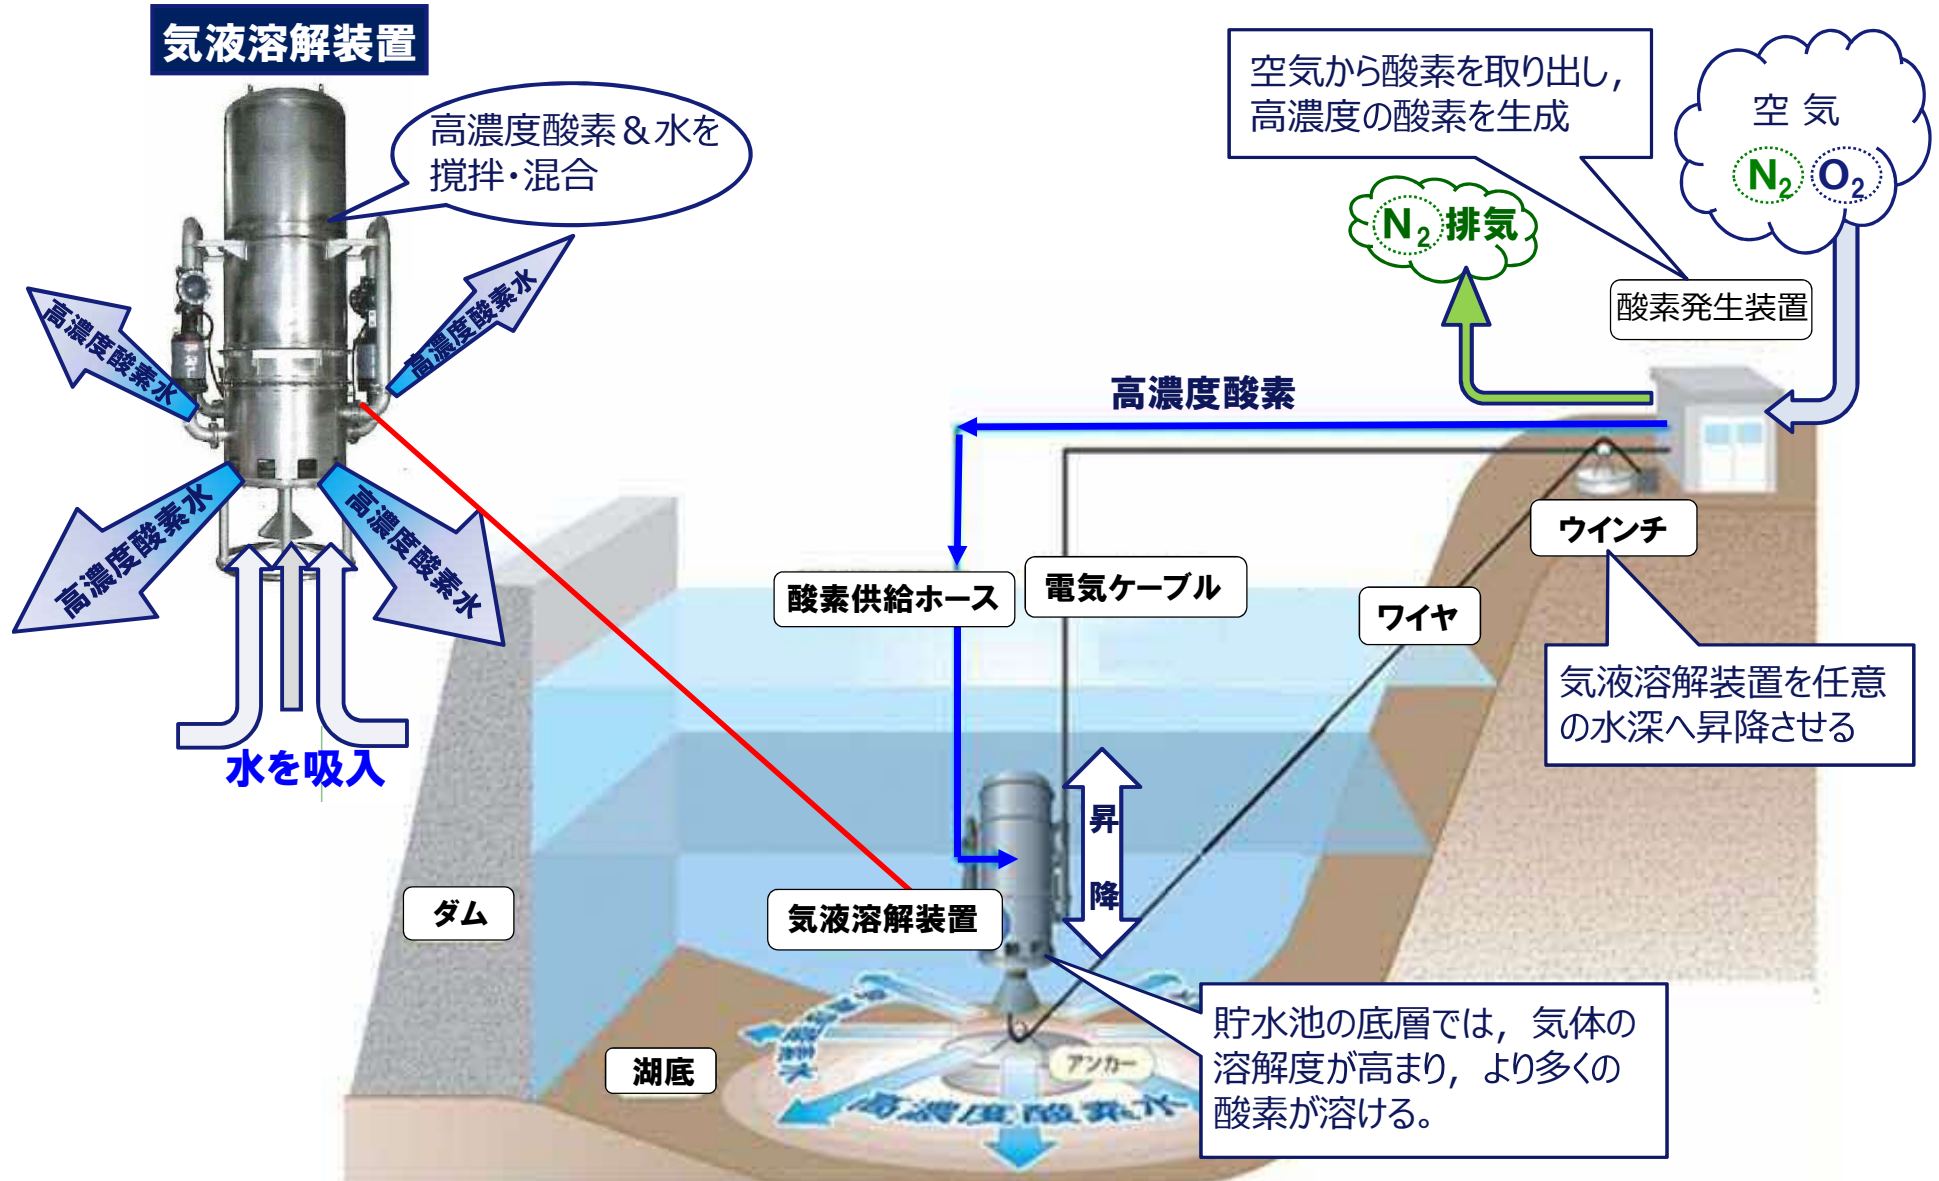 気液溶解装置
高濃度酸素＆水を
撹拌・混合
高濃度酸素水
高濃度酸素水
高濃度酸素水
高濃度酸素水
水を吸入
空気から酸素を取り出し，
高濃度の酸素を生成
空 気
N2 O2
N2 排気
酸素発生装置
高濃度酸素
ウインチ
酸素供給ホース
電気ケーブル
ワイヤ
気液溶解装置を任意
の水深へ昇降させる
昇
降
ダム
気液溶解装置
湖底
アンカー
高濃度酸素水
貯水池の底層では，気体の
溶解度が高まり，より多くの
酸素が溶ける。